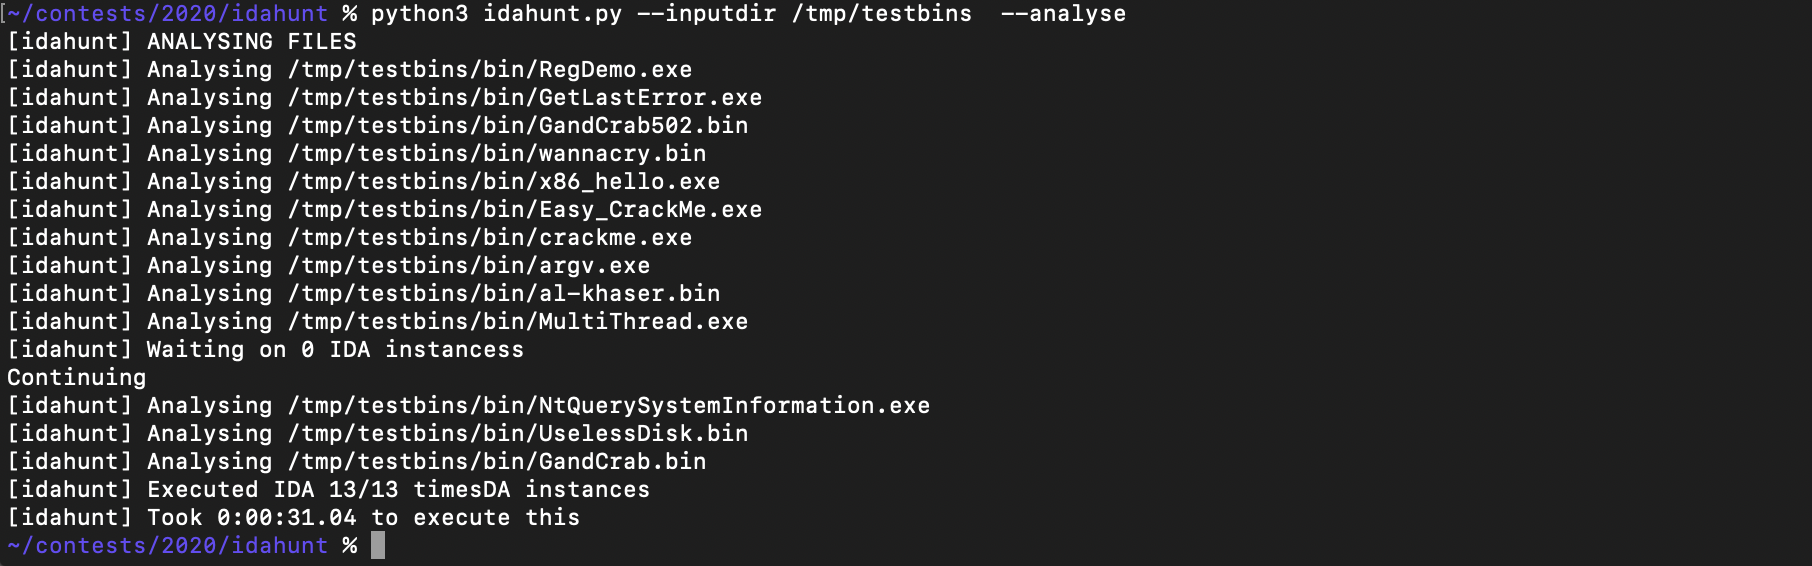 [~/contests/2020/idahunt % python3 idahunt.py --inputdir /tmp/testbins  --analyse
[idahunt] ANALYSING FILES
[idahunt] Analysing /tmp/testbins/bin/RegDemo.exe
[idahunt] Analysing /tmp/testbins/bin/GetLastError.exe
[idahunt] Analysing /tmp/testbins/bin/GandCrab502.bin
[idahunt] Analysing /tmp/testbins/bin/wannacry.bin
[idahunt] Analysing /tmp/testbins/bin/x86_hello.exe
[idahunt] Analysing /tmp/testbins/bin/Easy_CrackMe.exe
[idahunt] Analysing /tmp/testbins/bin/crackme.exe
[idahunt] Analysing /tmp/testbins/bin/argv.exe
[idahunt] Analysing /tmp/testbins/bin/al-khaser.bin
[idahunt] Analysing /tmp/testbins/bin/MultiThread.exe
[idahunt] Waiting on 0 IDA instancess
Continuing
[idahunt] Analysing /tmp/testbins/bin/NtQuerySystemInformation.exe
[idahunt] Analysing /tmp/testbins/bin/UselessDisk.bin
[idahunt] Analysing /tmp/testbins/bin/GandCrab.bin
[idahunt] Executed IDA 13/13 timesDA instances
[idahunt] Took 0:00:31.04 to execute this
~/contests/2020/idahunt %